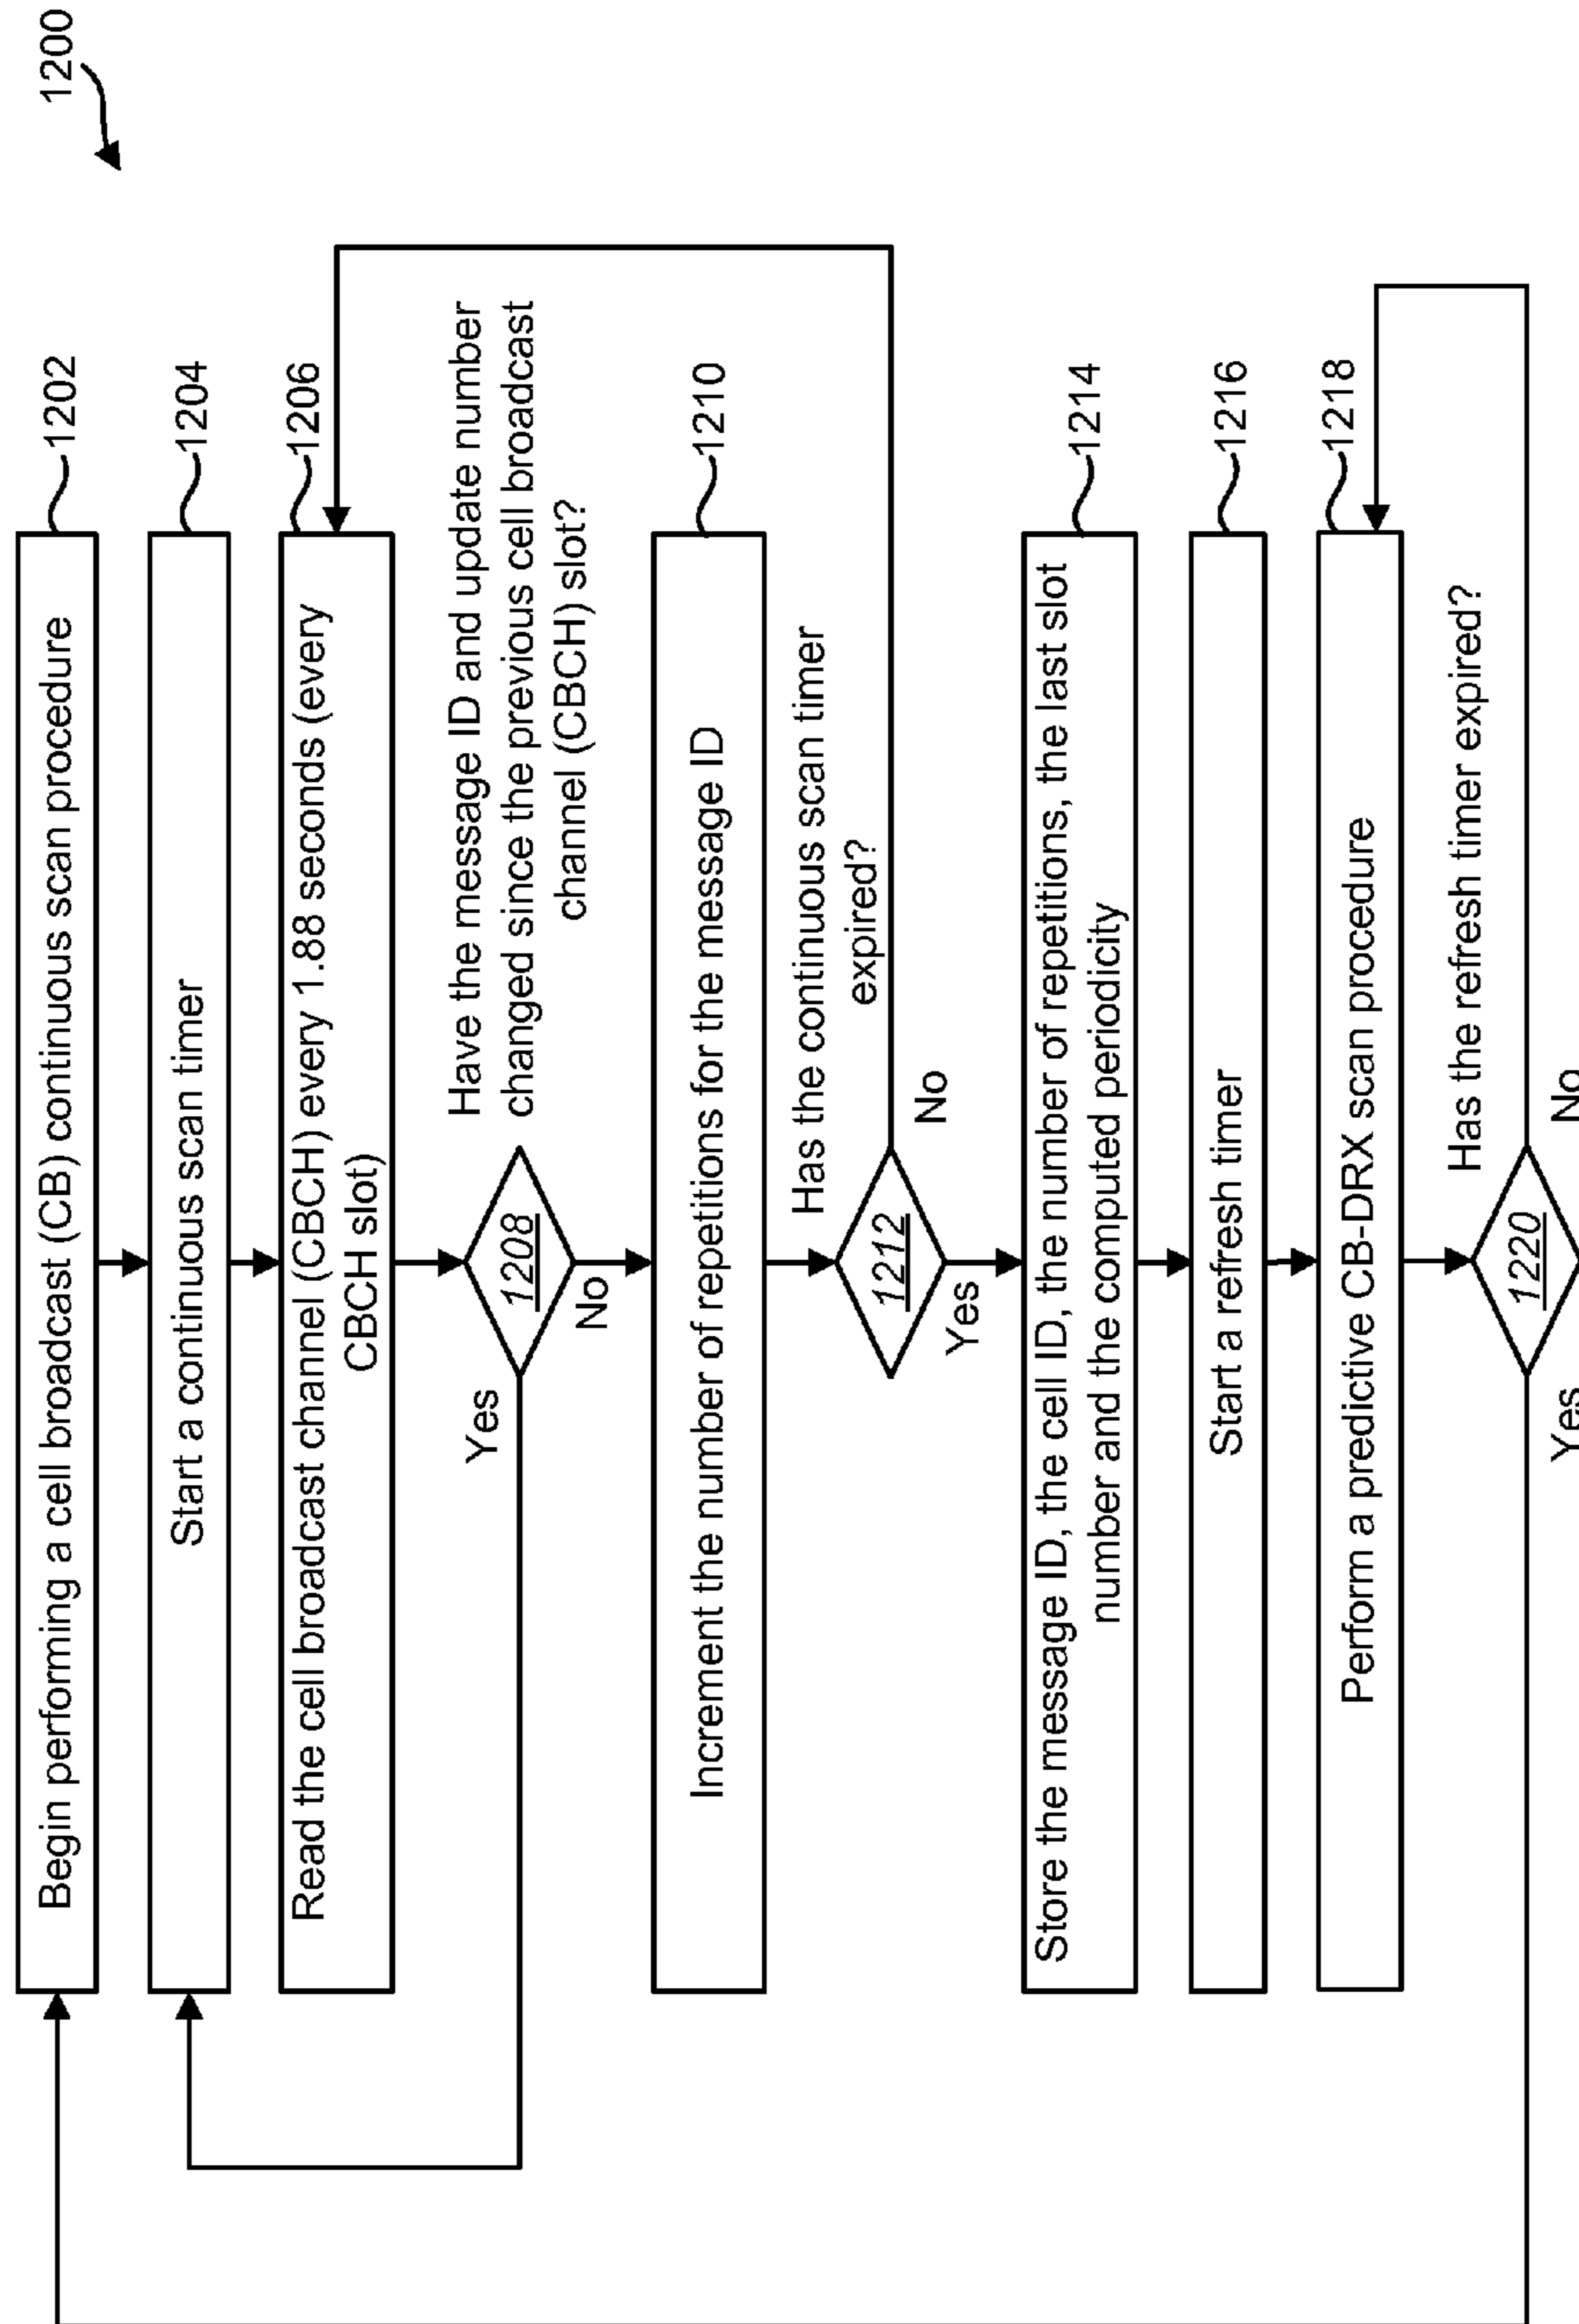 1200
Begin performing a cell broadcast (CB) continuous scan procedure
1202
Start a continuous scan timer
1204
Read the cell broadcast channel (CBCH) every 1.88 seconds (every
CBCH slot)
1206
Have the message ID and update number
changed since the previous cell broadcast
channel (CBCH) slot?
1208
Yes
No
Increment the number of repetitions for the message ID
1210
Has the continuous scan timer
expired?
1212
No
Yes
Store the message ID, the cell ID, the number of repetitions, the last slot
number and the computed periodicity
1214
Start a refresh timer
1216
Perform a predictive CB-DRX scan procedure
1218
Has the refresh timer expired?
1220
Yes
No